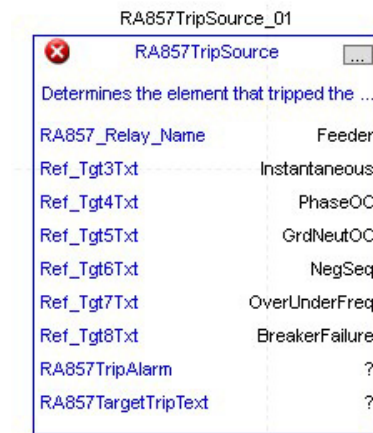 RA857TripSource_01
RA857TripSource ...
Determines the element that tripped the ...
RA857_Relay_Name Feeder
Ref_Tgt3Txt Instantaneous
Ref_Tgt4Txt PhaseOC
Ref_Tgt5Txt GrdNeutOC
Ref_Tgt6Txt NegSeq
Ref_Tgt7Txt OverUnderFreq
Ref_Tgt8Txt BreakerFailure
RA857TripAlarm ?
RA857TargetTripText ?